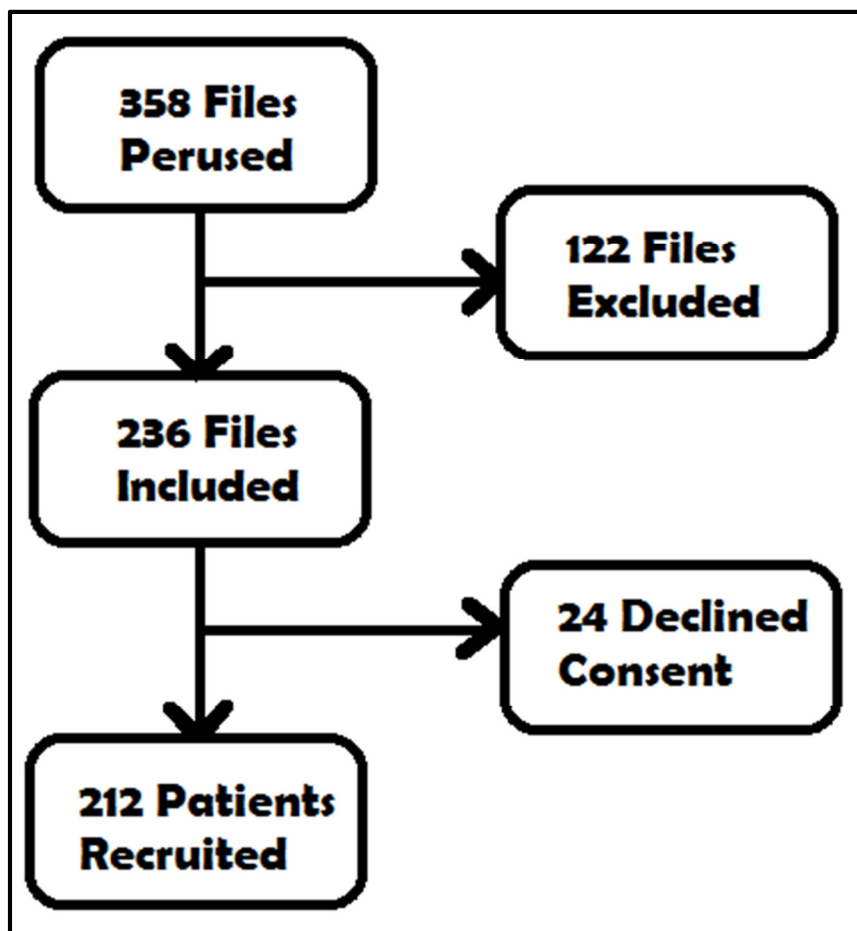 358 Files
Perused
122 Files
Excluded
236 Files
Included
24 Declined
Consent
212 Patients
Recruited